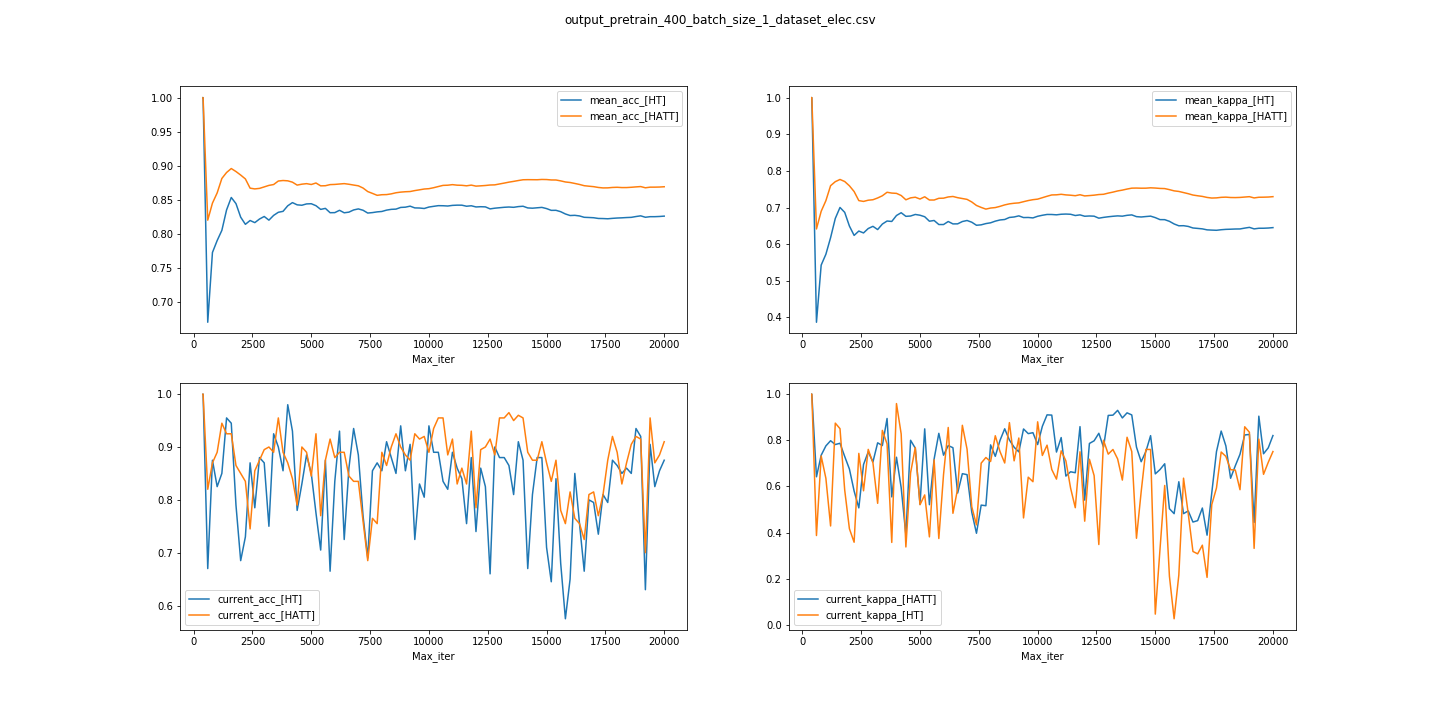 output_pretrain_400_batch_size_1_dataset_elec.csv
1.00
0.95
0.90
0.85
0.80
0.75
0.70
mean_acc_[HT]
mean_acc_[HATT]
0 2500 5000 7500 10000 12500 15000 17500 20000
Max_iter
1.0
0.9
0.8
0.7
0.6
0.5
0.4
mean_kappa_[HT]
mean_kappa_[HATT]
0 2500 5000 7500 10000 12500 15000 17500 20000
Max_iter
1.0
0.9
0.8
0.7
0.6
current_acc_[HT]
current_acc_[HATT]
0 2500 5000 7500 10000 12500 15000 17500 20000
Max_iter
1.0
0.8
0.6
0.4
0.2
0.0
current_kappa_[HATT]
current_kappa_[HT]
0 2500 5000 7500 10000 12500 15000 17500 20000
Max_iter